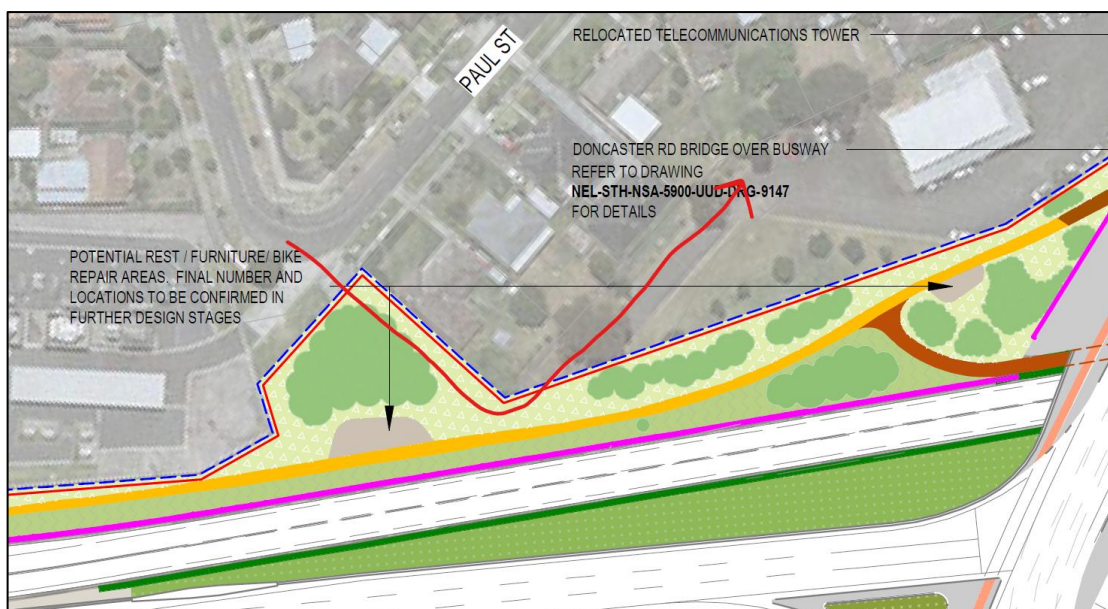 RELOCATED TELECOMMUNICATIONS TOWER
PAUL ST
DONCASTER RD BRIDGE OVER BUSWAY
REFER TO DRAWING
NEL-STH-NSA-5900-UUD-DRG-9147
FOR DETAILS
POTENTIAL REST / FURNITURE/ BIKE
REPAIR AREAS. FINAL NUMBER AND
LOCATIONS TO BE CONFIRMED IN
FURTHER DESIGN STAGES